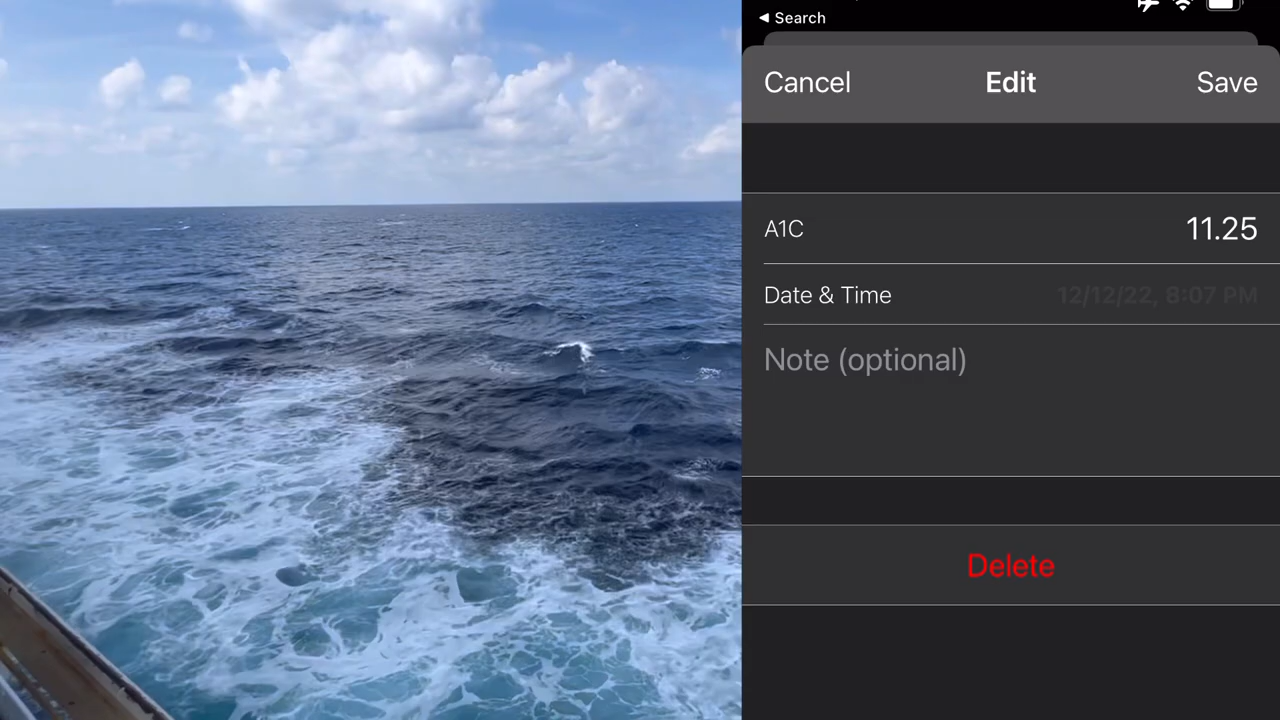 ◀ Search
Cancel Edit Save
A1C 11.25
Date & Time 12/12/22, 8:07 PM
Note (optional)
Delete